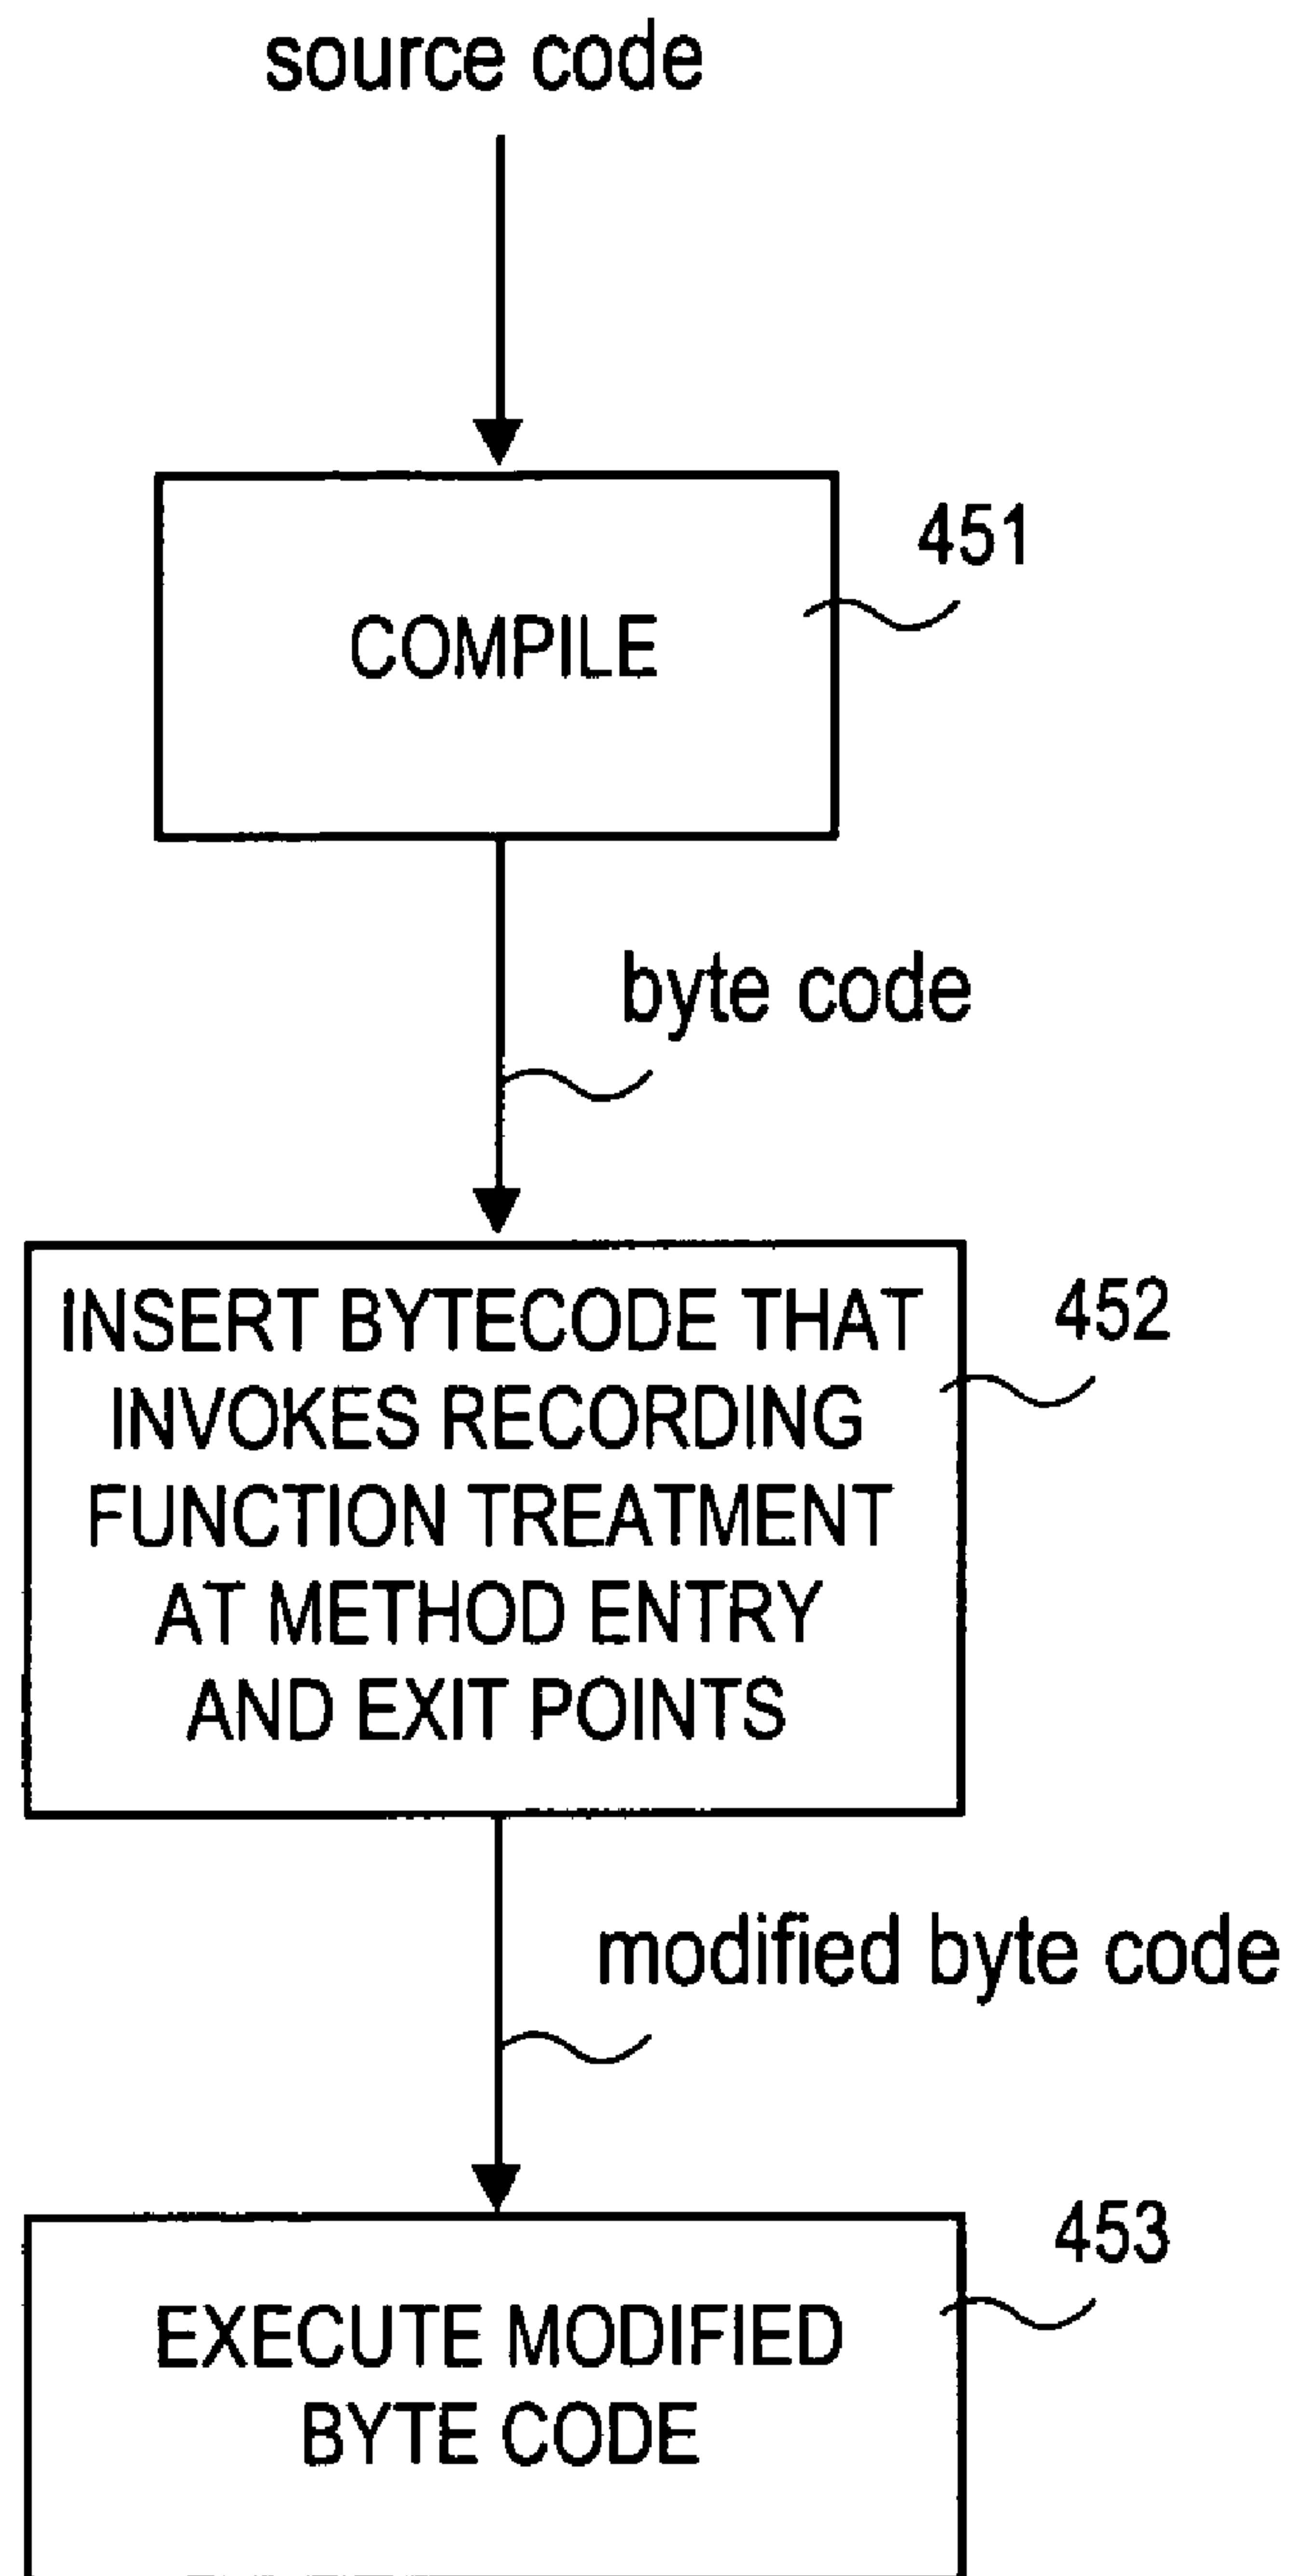 source code
451
COMPILE
byte code
452
INSERT BYTECODE THAT
INVOKES RECORDING
FUNCTION TREATMENT
AT METHOD ENTRY
AND EXIT POINTS
modified byte code
453
EXECUTE MODIFIED
BYTE CODE